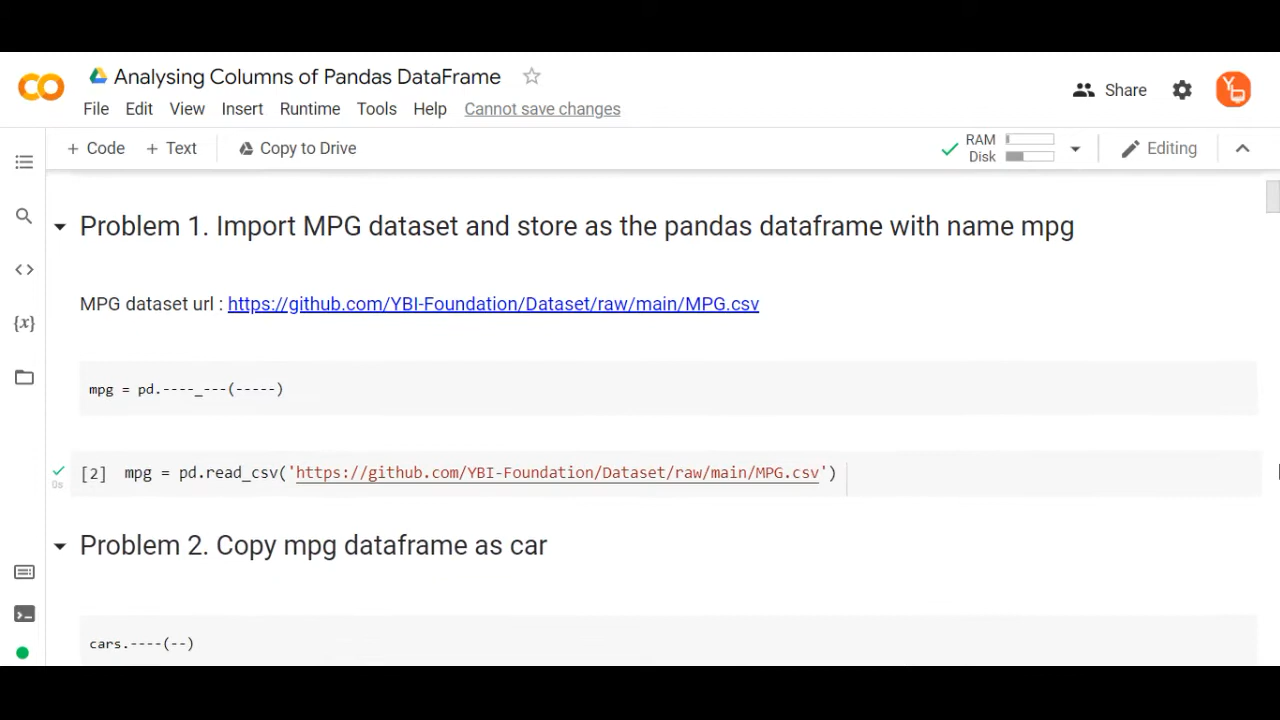 Analysing Columns of Pandas DataFrame
File Edit View Insert Runtime Tools Help Cannot save changes
Share
+ Code + Text Copy to Drive
RAM
Disk
Editing
Problem 1. Import MPG dataset and store as the pandas dataframe with name mpg
MPG dataset url : https://github.com/YBI-Foundation/Dataset/raw/main/MPG.csv
mpg = pd.----_---(-----)
[2] mpg = pd.read_csv('https://github.com/YBI-Foundation/Dataset/raw/main/MPG.csv')
0s
Problem 2. Copy mpg dataframe as car
cars.----(--)